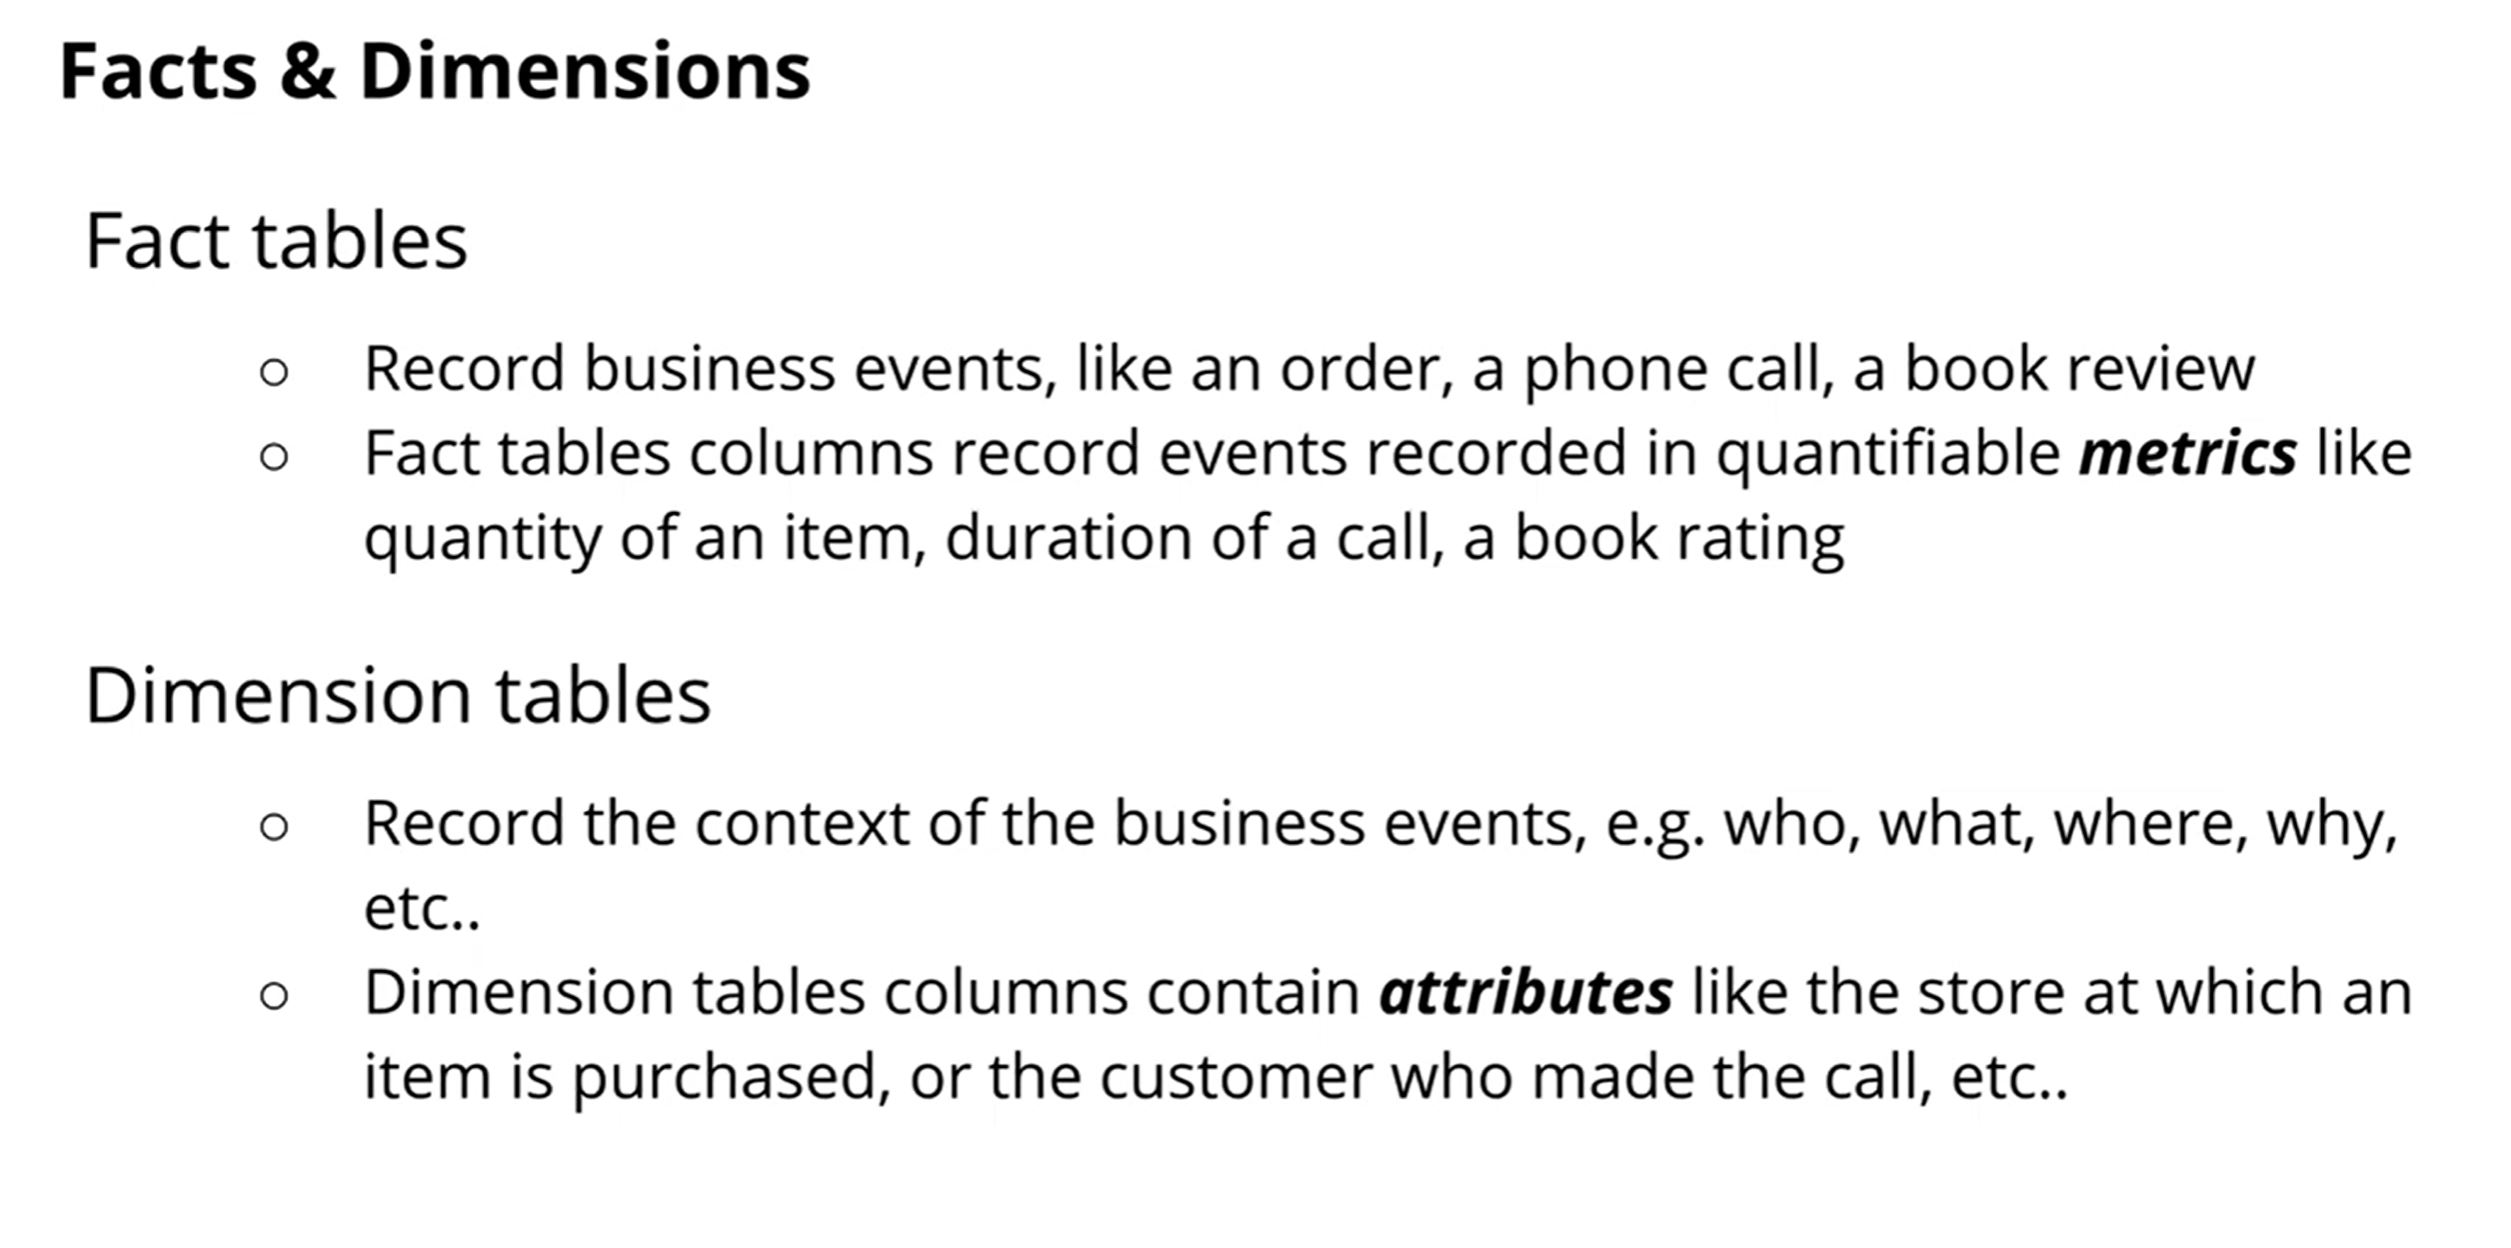 Facts & Dimensions
Fact tables
○ Record business events, like an order, a phone call, a book review
○ Fact tables columns record events recorded in quantifiable metrics like
quantity of an item, duration of a call, a book rating
Dimension tables
○ Record the context of the business events, e.g. who, what, where, why,
etc..
○ Dimension tables columns contain attributes like the store at which an
item is purchased, or the customer who made the call, etc..